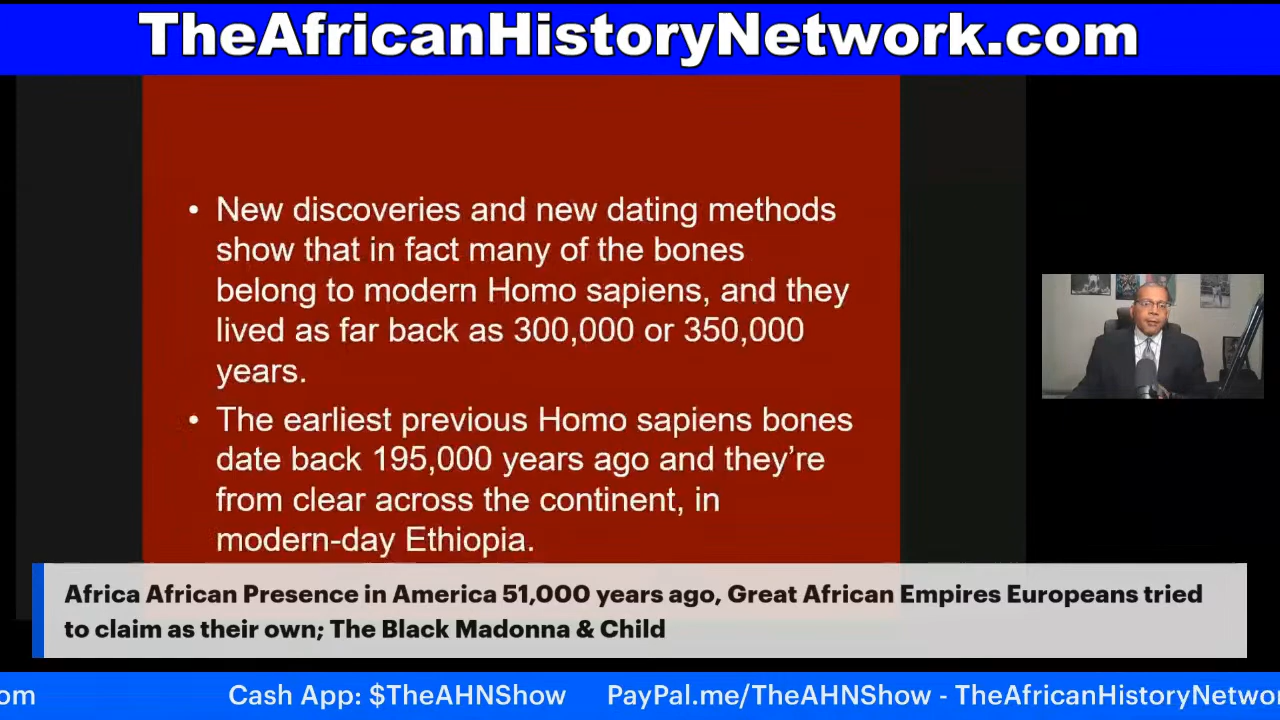 TheAfricanHistoryNetwork.com
• New discoveries and new dating methods
show that in fact many of the bones
belong to modern Homo sapiens, and they
lived as far back as 300,000 or 350,000
years.
• The earliest previous Homo sapiens bones
date back 195,000 years ago and they're
from clear across the continent, in
modern-day Ethiopia.
Africa African Presence in America 51,000 years ago, Great African Empires Europeans tried
to claim as their own; The Black Madonna & Child
om Cash App: $TheAHNShow PayPal.me/TheAHNShow - TheAfricanHistoryNetwor